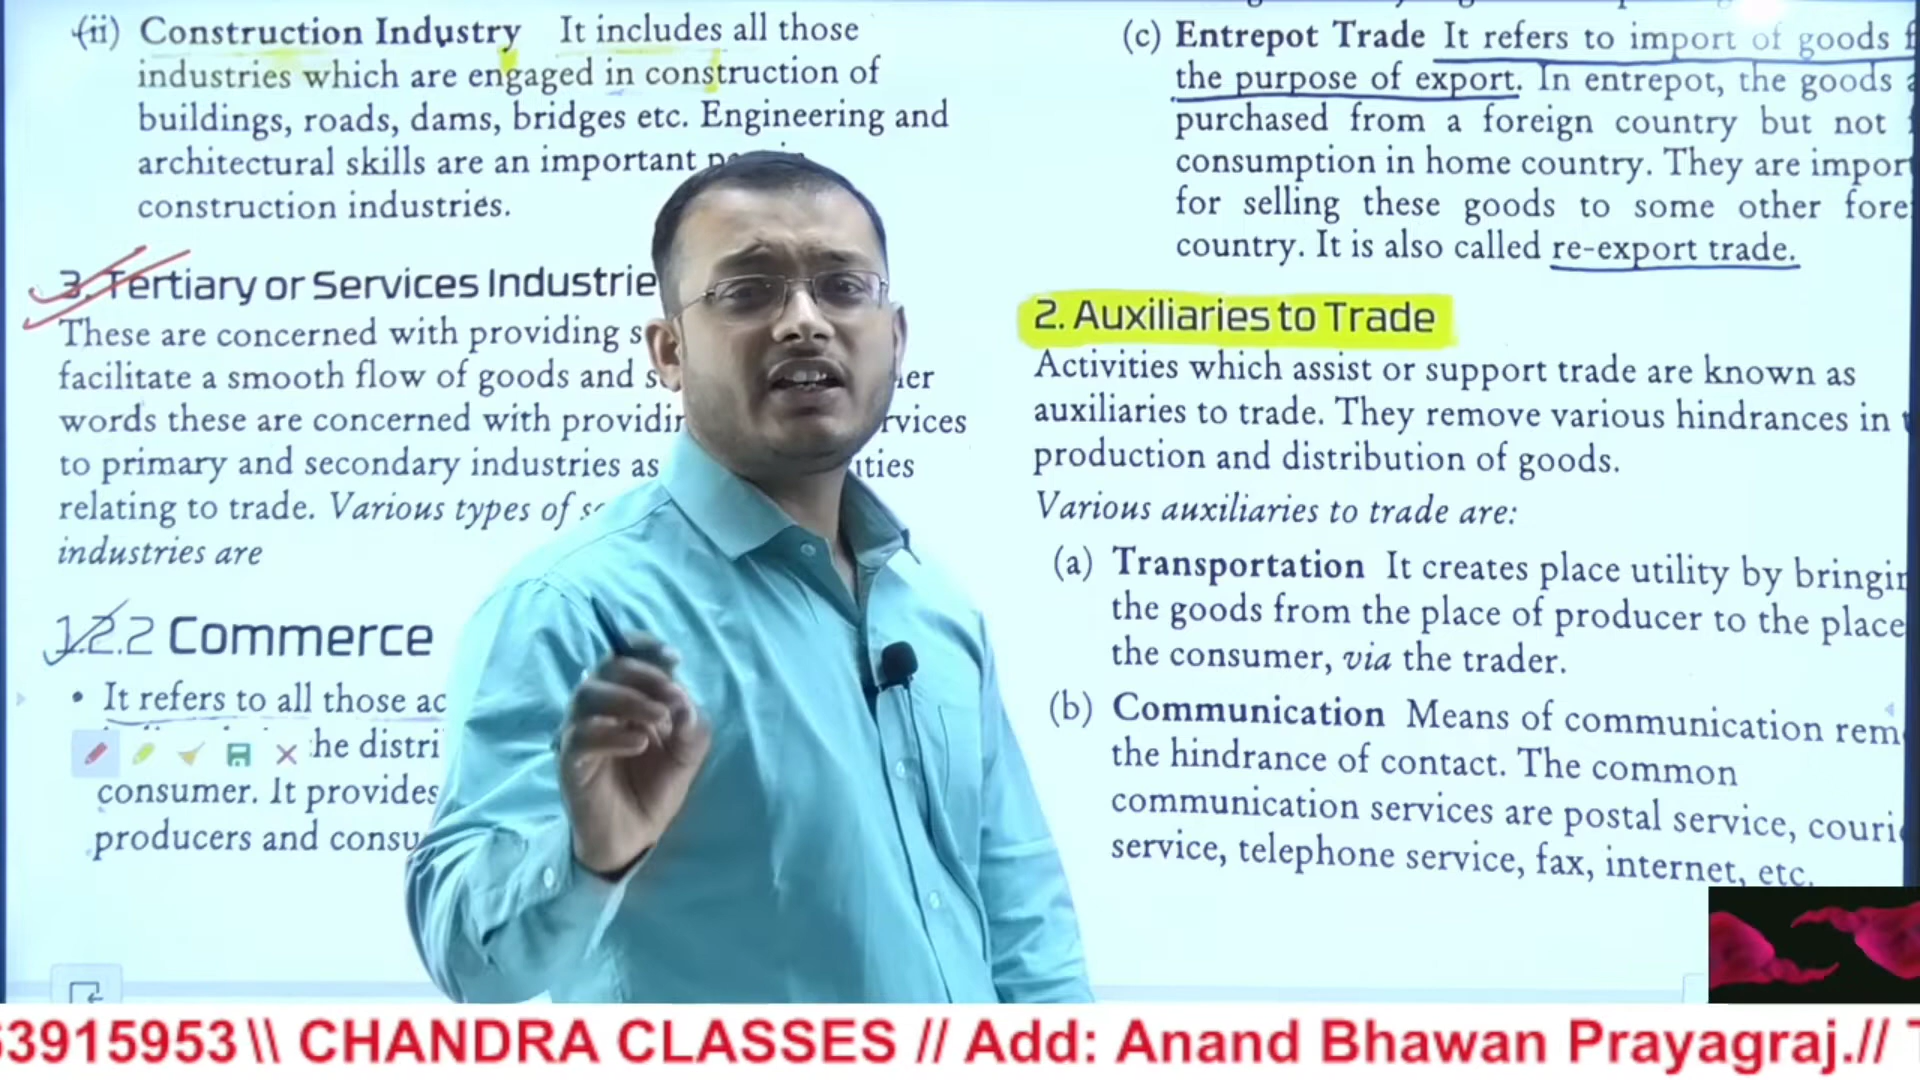 (ii) Construction Industry It includes all those
industries which are engaged in construction of
buildings, roads, dams, bridges etc. Engineering and
architectural skills are an important
construction industries.
3. Tertiary or Services Industrie
These are concerned with providing s
facilitate a smooth flow of goods and
words these are concerned with providin rvices
to primary and secondary industries as ities
relating to trade. Various types of se
industries are
1.2.2 Commerce
• It refers to all those ac
the distri
consumer. It provides
producers and consu
(c) Entrepot Trade It refers to import of goods f
the purpose of export. In entrepot, the goods a
purchased from a foreign country but not
consumption in home country. They are impor
for selling these goods to some other fore
country. It is also called re-export trade.
2. Auxiliaries to Trade
Activities which assist or support trade are known as
auxiliaries to trade. They remove various hindrances in
production and distribution of goods.
Various auxiliaries to trade are:
(a) Transportation It creates place utility by bringin
the goods from the place of producer to the place
the consumer, via the trader.
(b) Communication Means of communication rem
the hindrance of contact. The common
communication services are postal service, courie
service, telephone service, fax, internet, etc.
63915953 \\ CHANDRA CLASSES // Add: Anand Bhawan Prayagraj.// T